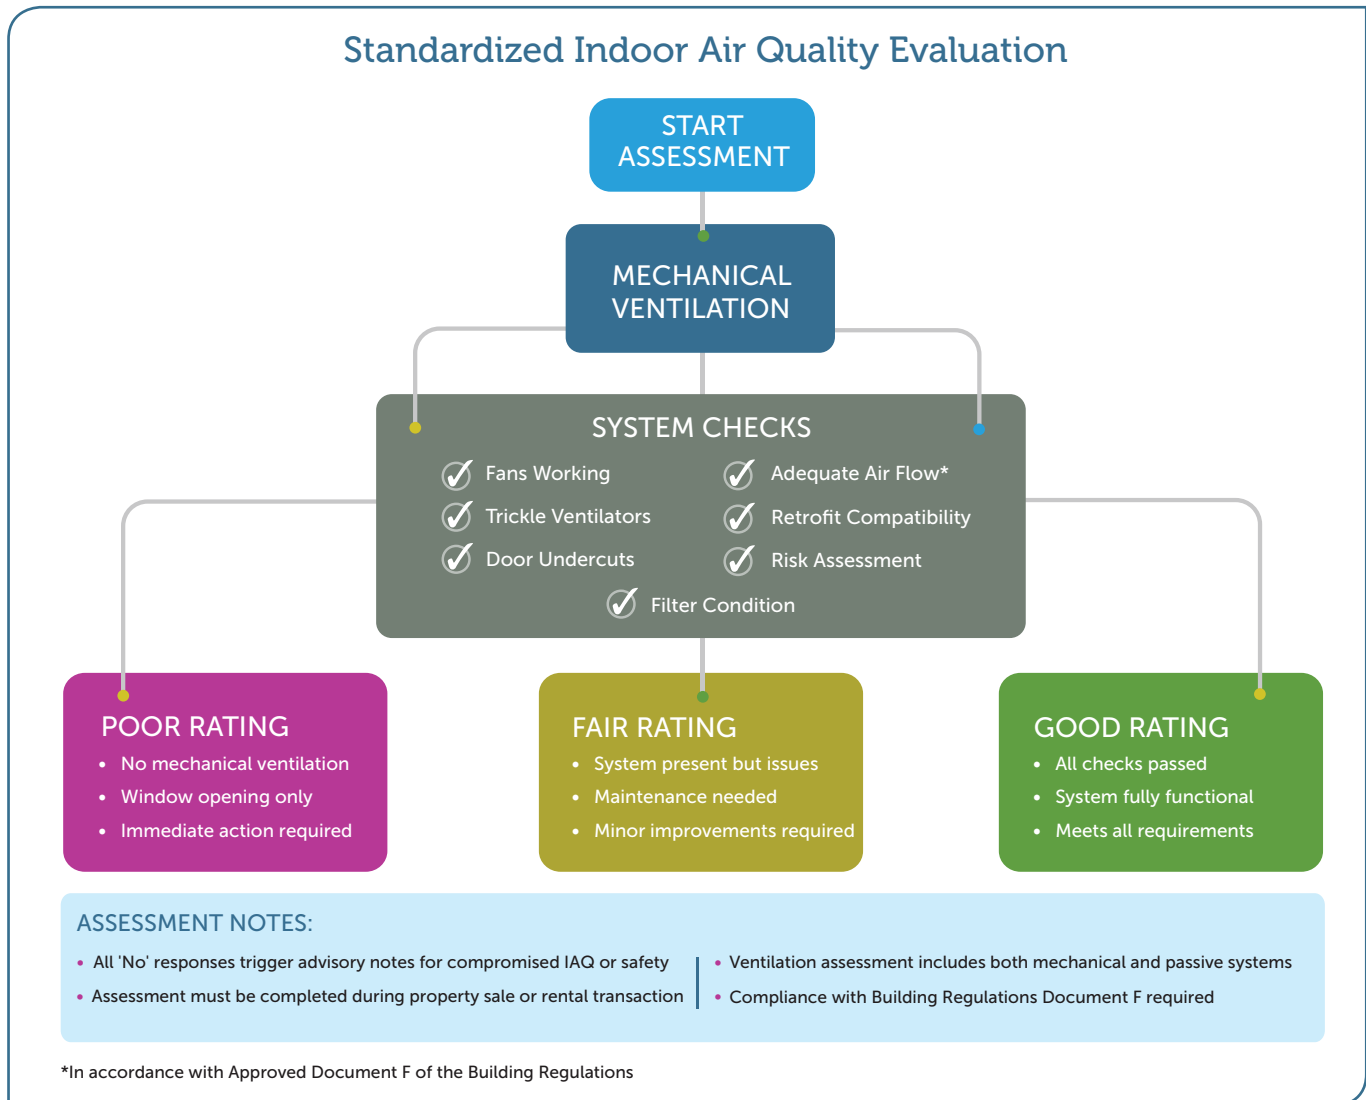 Standardized Indoor Air Quality Evaluation
START
ASSESSMENT
MECHANICAL
VENTILATION
SYSTEM CHECKS
Fans Working
Trickle Ventilators
Door Undercuts
Adequate Air Flow*
Retrofit Compatibility
Risk Assessment
Filter Condition
POOR RATING
• No mechanical ventilation
• Window opening only
• Immediate action required
FAIR RATING
• System present but issues
• Maintenance needed
• Minor improvements required
GOOD RATING
• All checks passed
• System fully functional
• Meets all requirements
ASSESSMENT NOTES:
• All 'No' responses trigger advisory notes for compromised IAQ or safety
• Assessment must be completed during property sale or rental transaction
• Ventilation assessment includes both mechanical and passive systems
• Compliance with Building Regulations Document F required
*In accordance with Approved Document F of the Building Regulations